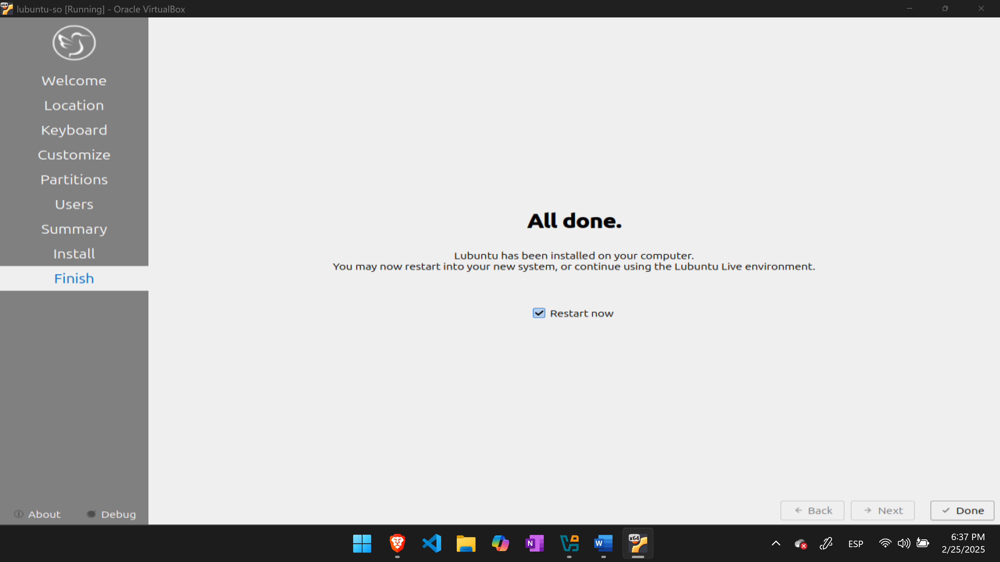 lubuntu-so [Running] - Oracle VirtualBox
Welcome
Location
Keyboard
Customize
Partitions
Users
Summary
Install
Finish
All done.
Lubuntu has been installed on your computer.
You may now restart into your new system, or continue using the Lubuntu Live environment.
Restart now
About
Debug
Back
Next
Done
ESP
6:37 PM
2/25/2025
x64
x64
N
W